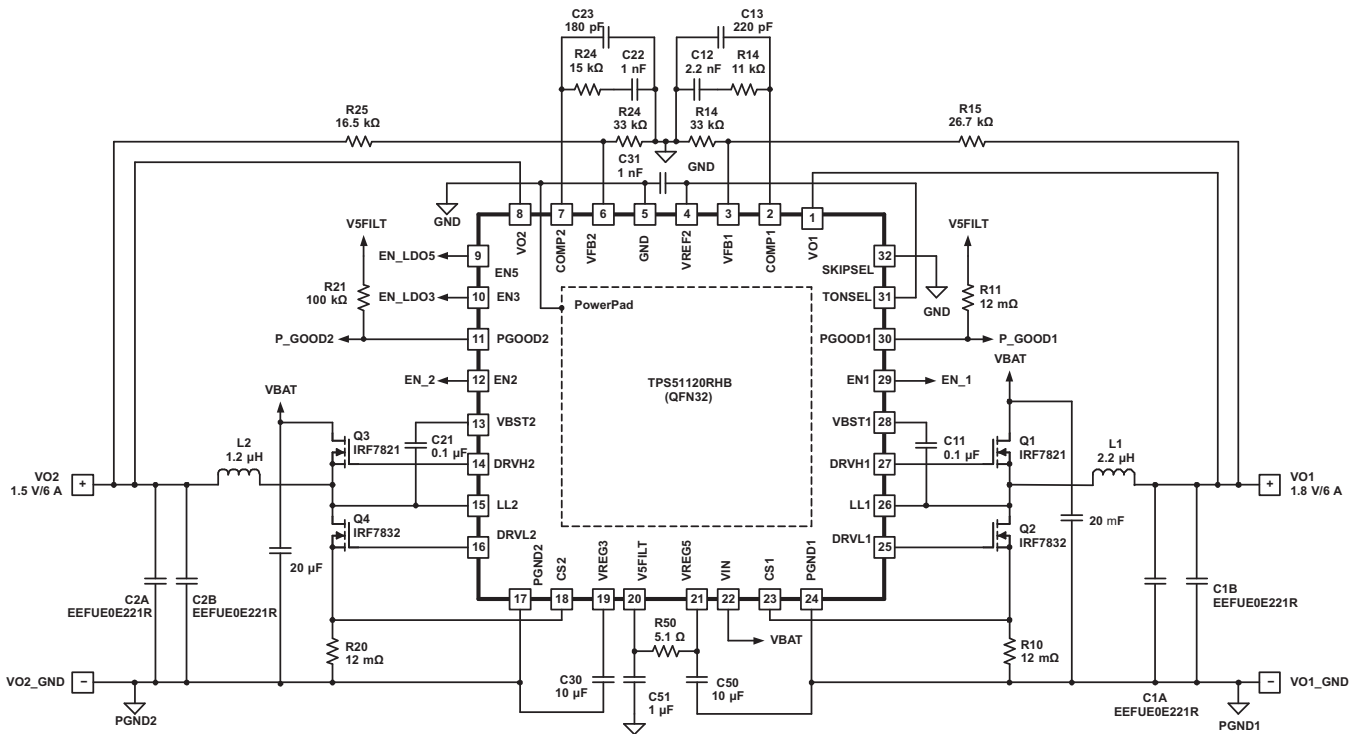 C23
180 pF
C13
220 pF
R24
15 kΩ
C22
1 nF
C12
2.2 nF
R14
11 kΩ
R25
16.5 kΩ
R24
33 kΩ
R14
33 kΩ
R15
26.7 kΩ
C31
1 nF
GND
GND
8
7
6
5
4
3
2
1
VO2
COMP2
VFB2
GND
VREF2
VFB1
COMP1
VO1
V5FILT
EN_LDO5
9
EN5
R21
100 kΩ
EN_LDO3
10
EN3
P_GOOD2
11
PGOOD2
EN_2
12
EN2
VBAT
13
VBST2
Q3
IRF7821
C21
0.1 µF
14
DRVH2
L2
1.2 µH
VO2
1.5 V/6 A
+
15
LL2
Q4
IRF7832
16
DRVL2
20 µF
C2A
EEFUE0E221R
C2B
EEFUE0E221R
R20
12 mΩ
VO2_GND
−
PGND2
PowerPad
TPS51120RHB
(QFN32)
SKIPSEL
32
GND
TONSEL
31
V5FILT
R11
12 mΩ
PGOOD1
30
P_GOOD1
EN1
29
EN_1
VBAT
VBST1
28
C11
0.1 µF
Q1
IRF7821
DRVH1
27
L1
2.2 µH
LL1
26
VO1
1.8 V/6 A
+
DRVL1
25
Q2
IRF7832
20 mF
PGND2
CS2
VREG3
V5FILT
VREG5
VIN
CS1
PGND1
17
18
19
20
21
22
23
24
R50
5.1 Ω
VBAT
C30
10 µF
C51
1 µF
C50
10 µF
R10
12 mΩ
C1B
EEFUE0E221R
C1A
EEFUE0E221R
−
VO1_GND
PGND1